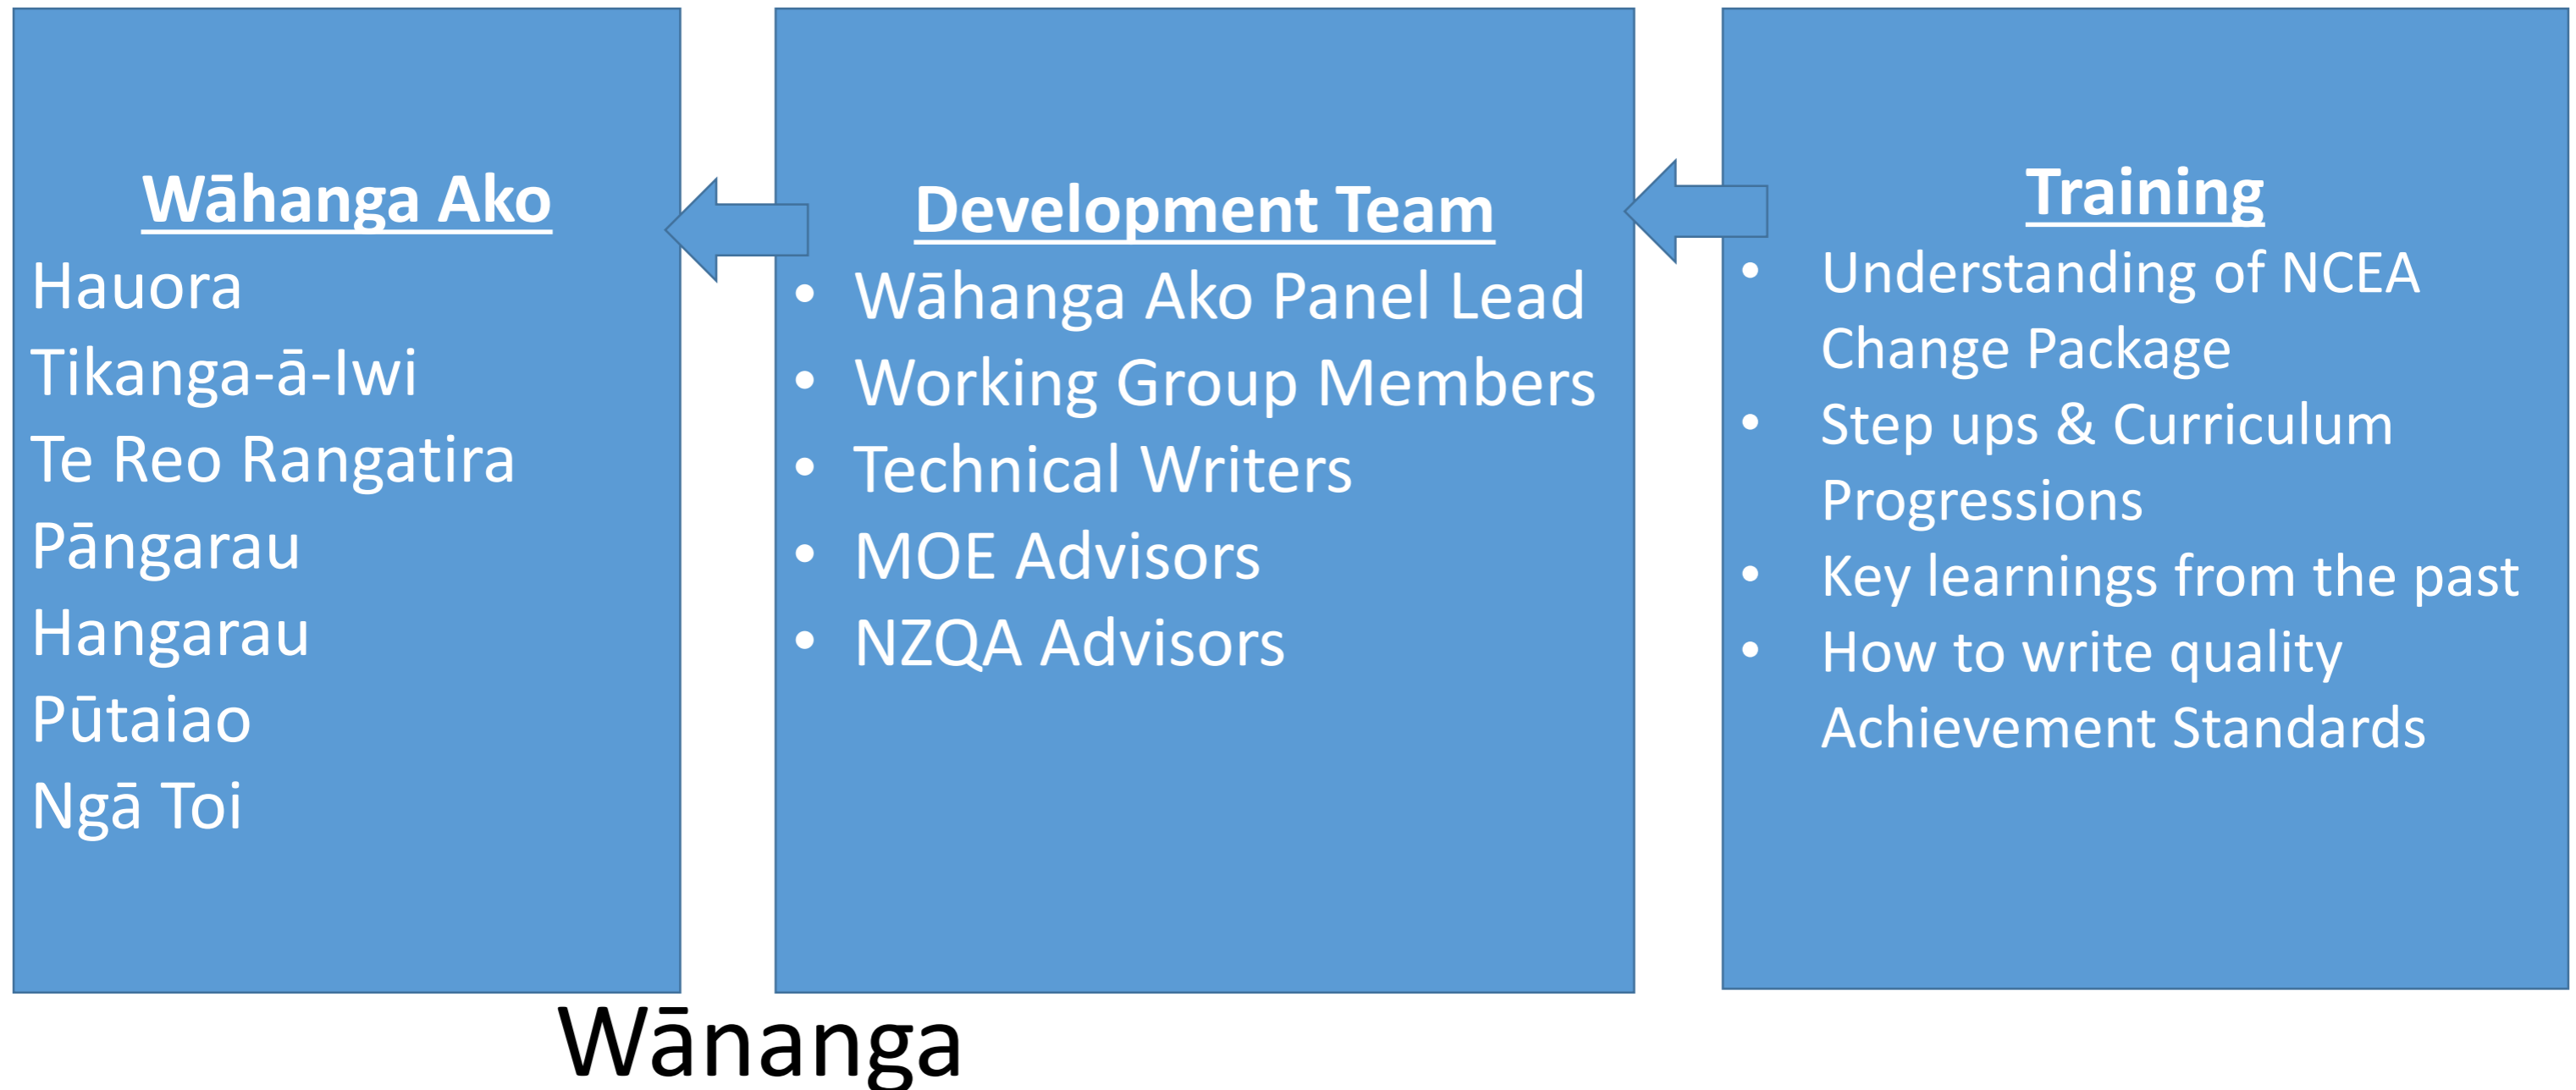 Wāhanga Ako
Hauora
Tikanga-ā-Iwi
Te Reo Rangatira
Pāngarau
Hangarau
Pūtaiao
Ngā Toi
Development Team
• Wāhanga Ako Panel Lead
• Working Group Members
• Technical Writers
• MOE Advisors
• NZQA Advisors
Training
• Understanding of NCEA
Change Package
• Step ups & Curriculum
Progressions
• Key learnings from the past
• How to write quality
Achievement Standards
Wānanga